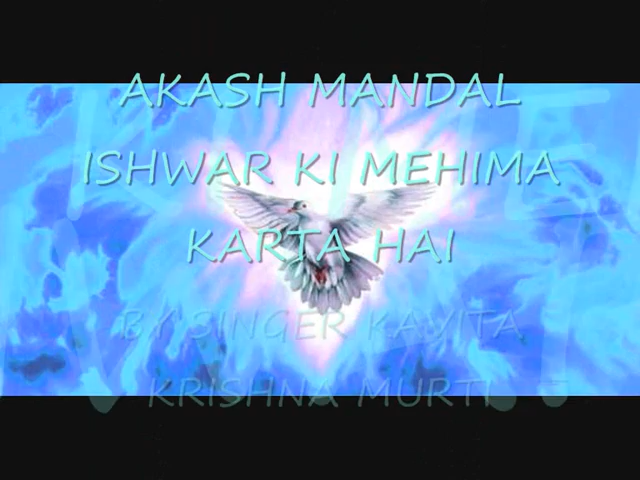 AKASH MANDAL
ISHWAR KI MEHIMA
KARTA HAI
BY SINGER KAVITA
KRISHNA MURTI